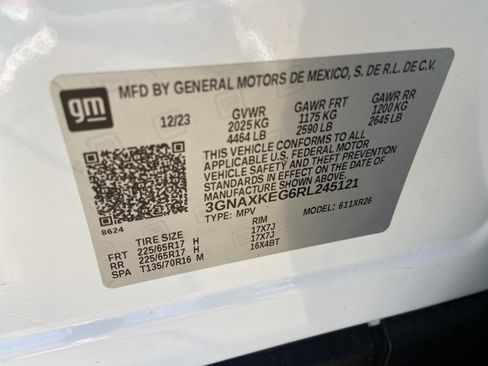 gm
MFD BY GENERAL MOTORS DE MEXICO, S. DE R.L. DE C.V.
12/23 GVWR GAWR FRT GAWR RR
2025 KG 1175 KG 1200 KG
4464 LB 2590 LB 2645 LB
THIS VEHICLE CONFORMS TO ALL
APPLICABLE U.S. FEDERAL MOTOR
VEHICLE SAFETY AND THEFT PREVENTION
STANDARDS IN EFFECT ON THE DATE OF
MANUFACTURE SHOWN ABOVE.
3GNAXKEG6RL245121
TYPE: MPV MODEL: 611XR26
8624
TIRE SIZE RIM
FRT 225/65R17 H 17X7J
RR 225/65R17 H 17X7J
SPA T135/70R16 M 16X4BT